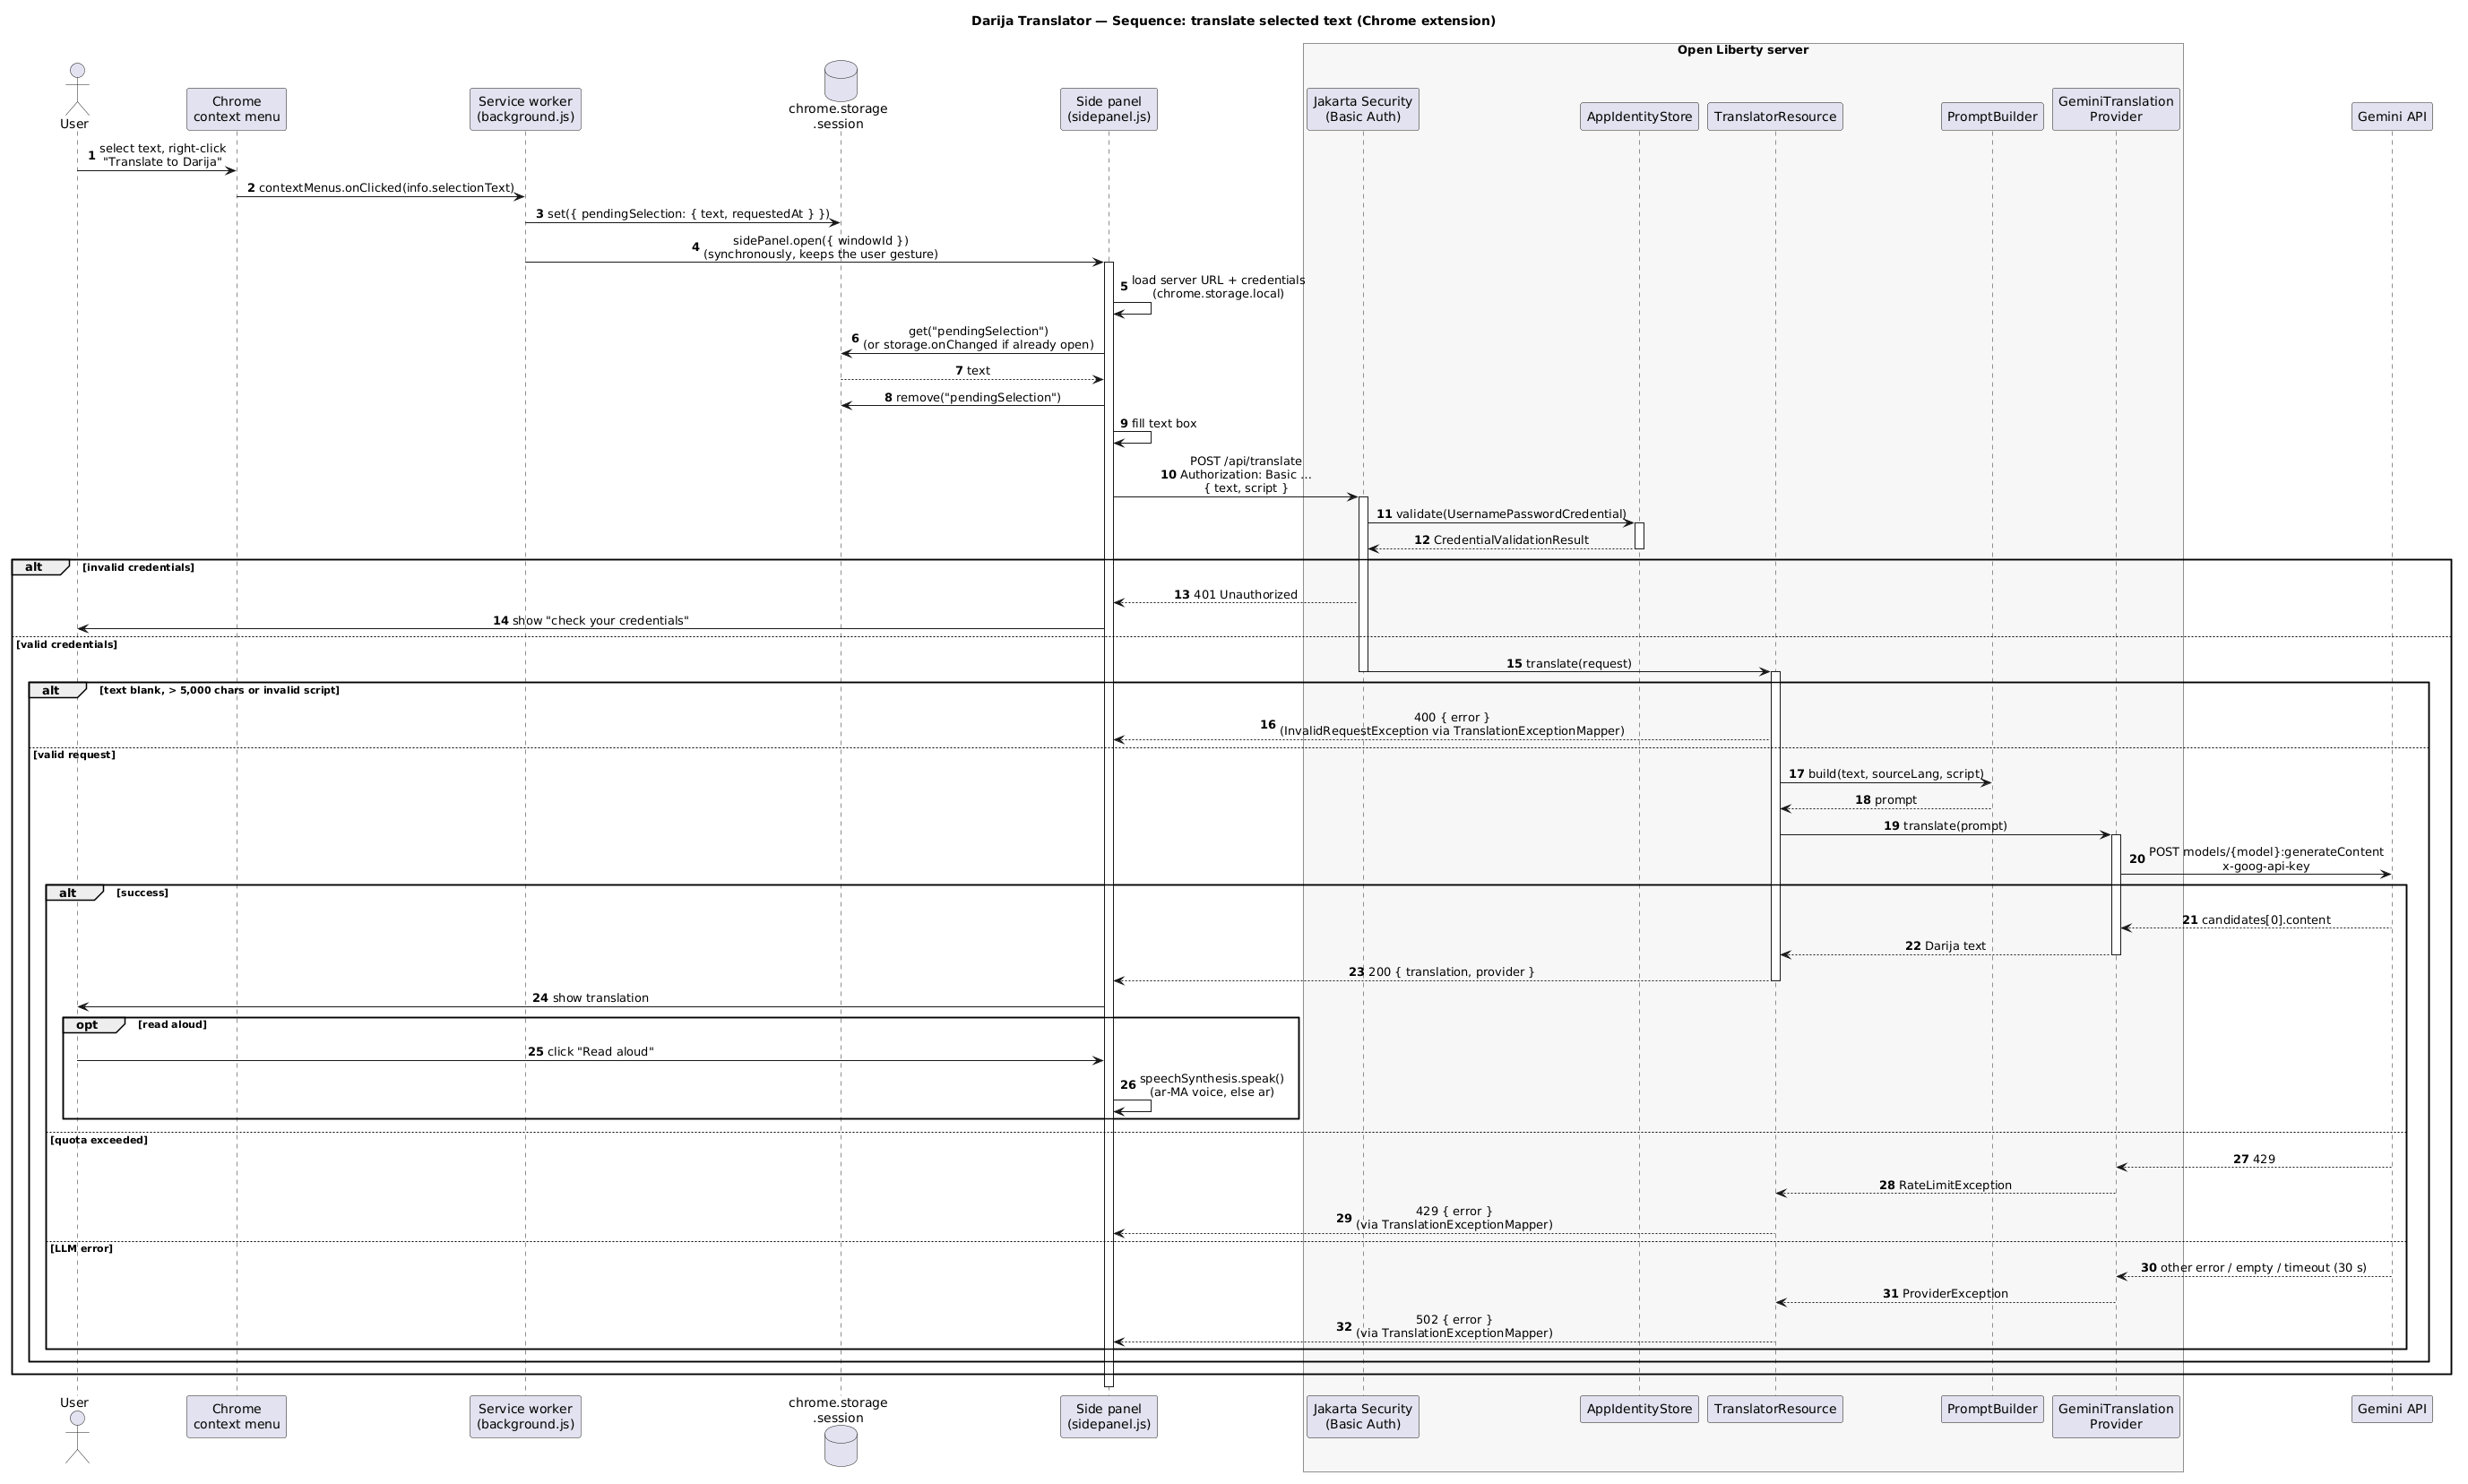 Darija Translator — Sequence: translate selected text (Chrome extension)
Open Liberty server
User
Chrome
context menu
Service worker
(background.js)
chrome.storage
.session
Side panel
(sidepanel.js)
Jakarta Security
(Basic Auth)
AppIdentityStore
TranslatorResource
PromptBuilder
GeminiTranslation
Provider
Gemini API
1 select text, right-click
"Translate to Darija"
2 contextMenus.onClicked(info.selectionText)
3 set({ pendingSelection: { text, requestedAt } })
4 sidePanel.open({ windowId })
(synchronously, keeps the user gesture)
5 load server URL + credentials
(chrome.storage.local)
6 get("pendingSelection")
(or storage.onChanged if already open)
7 text
8 remove("pendingSelection")
9 fill text box
POST /api/translate
10 Authorization: Basic ...
{ text, script }
11 validate(UsernamePasswordCredential)
12 CredentialValidationResult
alt [invalid credentials]
13 401 Unauthorized
14 show "check your credentials"
[valid credentials]
15 translate(request)
alt [text blank, > 5,000 chars or invalid script]
16 400 { error }
(InvalidRequestException via TranslationExceptionMapper)
[valid request]
17 build(text, sourceLang, script)
18 prompt
19 translate(prompt)
20 POST models/{model}:generateContent
x-goog-api-key
alt [success]
21 candidates[0].content
22 Darija text
23 200 { translation, provider }
24 show translation
opt [read aloud]
25 click "Read aloud"
26 speechSynthesis.speak()
(ar-MA voice, else ar)
[quota exceeded]
27 429
28 RateLimitException
29 429 { error }
(via TranslationExceptionMapper)
[LLM error]
30 other error / empty / timeout (30 s)
31 ProviderException
32 502 { error }
(via TranslationExceptionMapper)
User
Chrome
context menu
Service worker
(background.js)
chrome.storage
.session
Side panel
(sidepanel.js)
Jakarta Security
(Basic Auth)
AppIdentityStore
TranslatorResource
PromptBuilder
GeminiTranslation
Provider
Gemini API